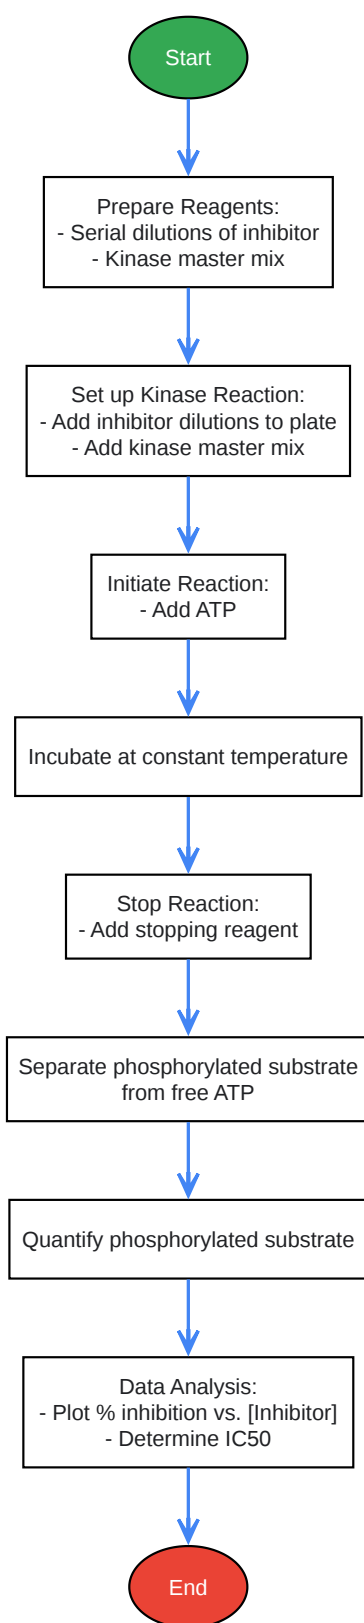 Start
Prepare Reagents:
- Serial dilutions of inhibitor
- Kinase master mix
Set up Kinase Reaction:
- Add inhibitor dilutions to plate
- Add kinase master mix
Initiate Reaction:
- Add ATP
Incubate at constant temperature
Stop Reaction:
- Add stopping reagent
Separate phosphorylated substrate
from free ATP
Quantify phosphorylated substrate
Data Analysis:
- Plot % inhibition vs. [Inhibitor]
- Determine IC50
End